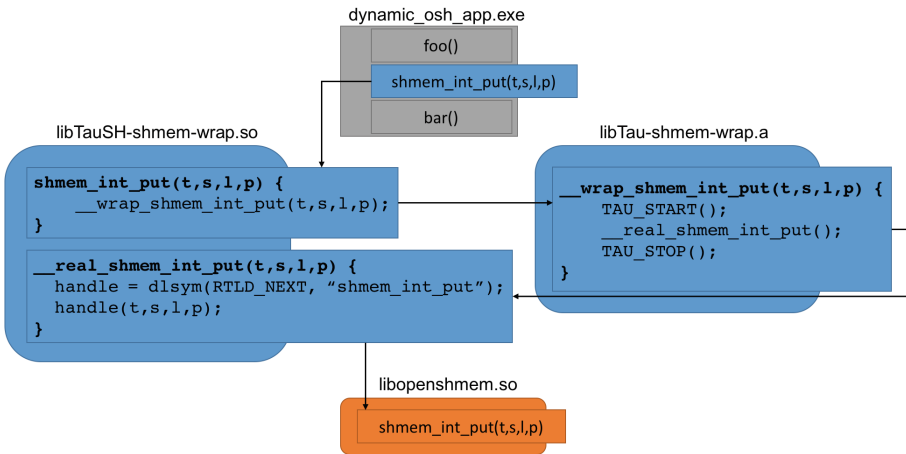 dynamic_osh_app.exe
foo()
shmem_int_put(t,s,l,p)
bar()
libTauSH-shmem-wrap.so
shmem_int_put(t,s,l,p) {
__wrap_shmem_int_put(t,s,l,p);
}
__real_shmem_int_put(t,s,l,p) {
handle = dlsym(RTLD_NEXT, “shmem_int_put”);
handle(t,s,l,p);
}
libTau-shmem-wrap.a
__wrap_shmem_int_put(t,s,l,p) {
TAU_START();
__real_shmem_int_put();
TAU_STOP();
}
libopenshmem.so
shmem_int_put(t,s,l,p)